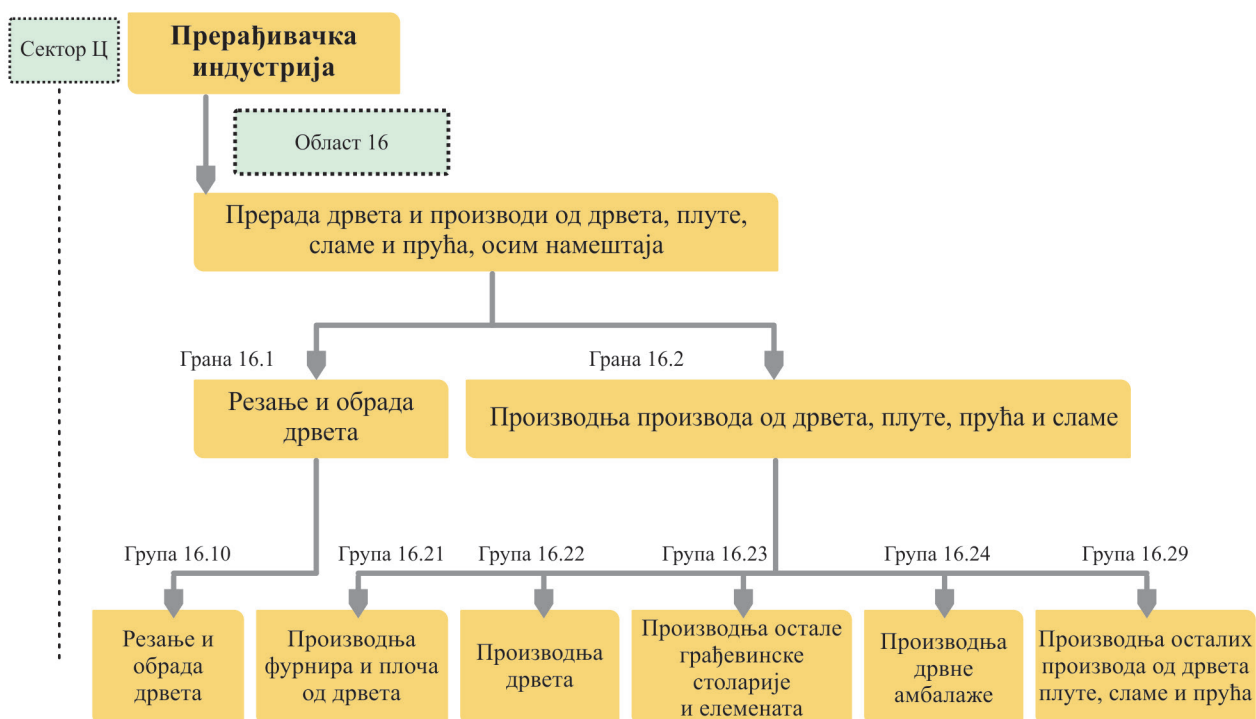 Сектор Ц
Прерађивачка
индустрија
Област 16
Прерада дрвета и производи од дрвета, плуте,
сламе и прућа, осим намештаја
Грана 16.1
Грана 16.2
Резање и обрада
дрвета
Производња производа од дрвета, плуте, прућа и сламе
Група 16.10
Група 16.21
Група 16.22
Група 16.23
Група 16.24
Група 16.29
Резање и
обрада
дрвета
Производња
фурнира и плоча
од дрвета
Производња
дрвета
Производња остале
грађевинске
столарије
и елемената
Производња
дрвне
амбалаже
Производња осталих
производа од дрвета
плуте, сламе и прућа